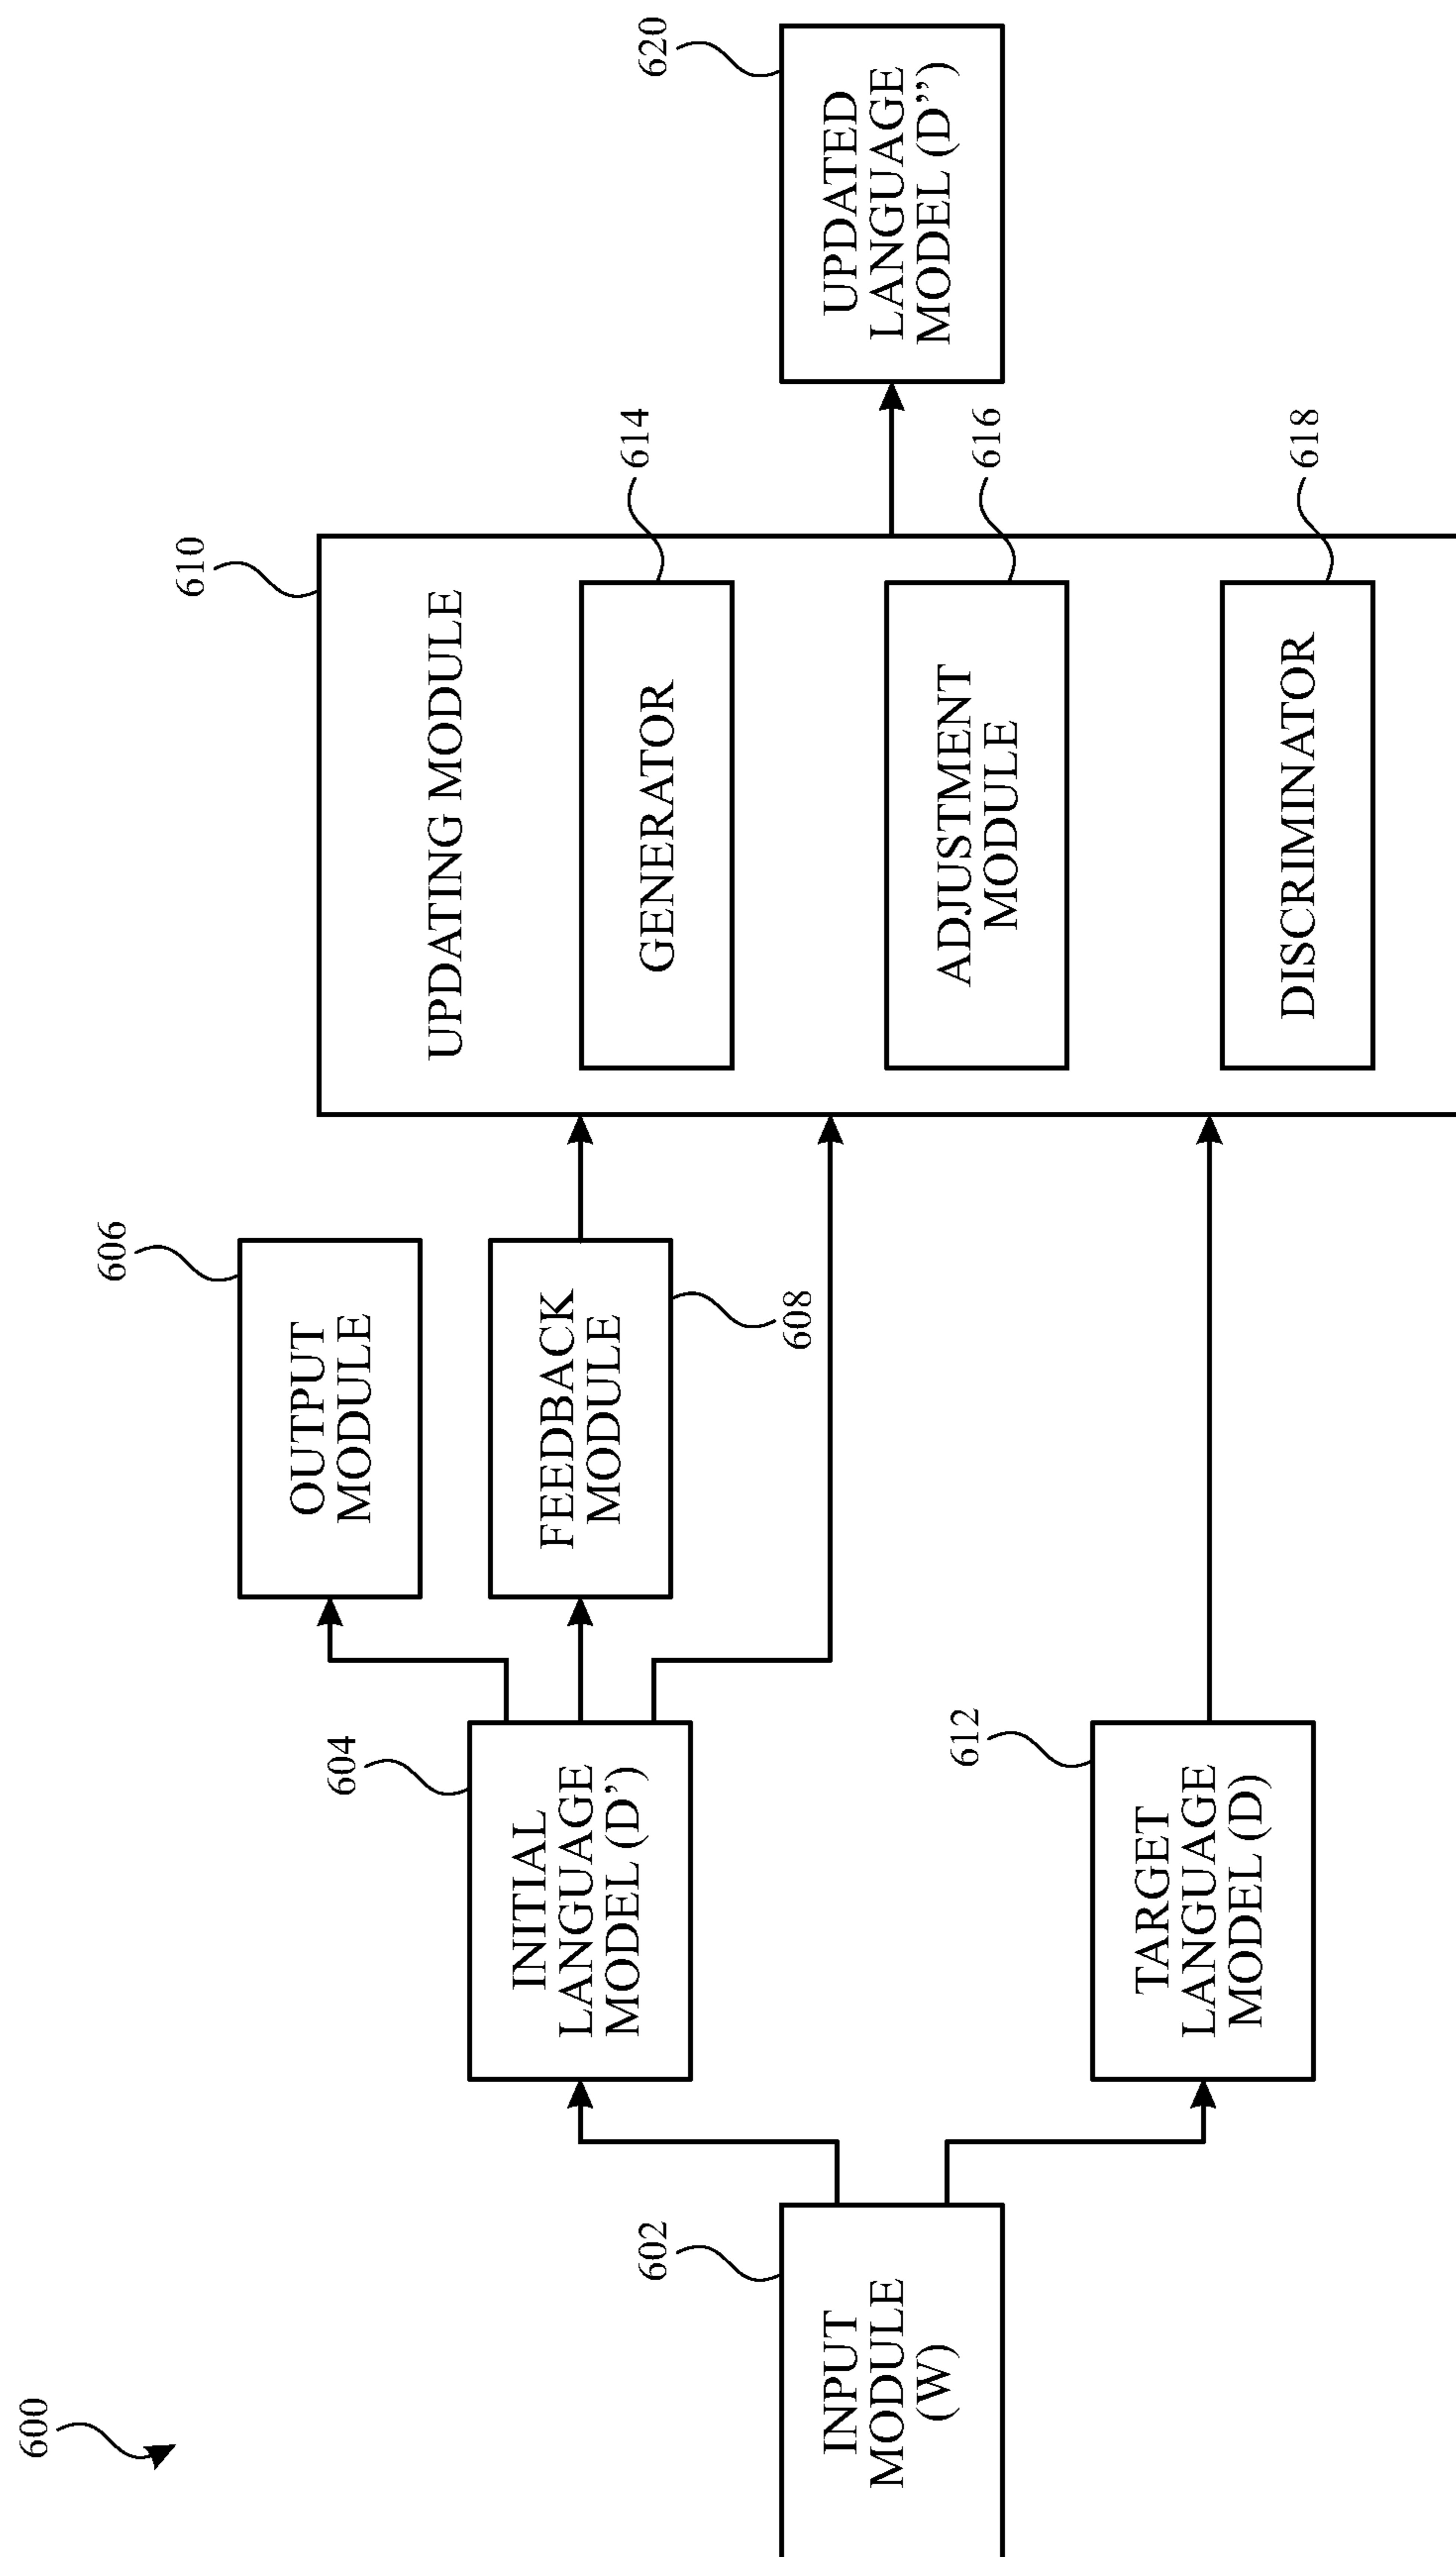 600
602
INPUT
MODULE
(W)
604
INITIAL
LANGUAGE
MODEL (D’)
606
OUTPUT
MODULE
FEEDBACK
MODULE
608
612
TARGET
LANGUAGE
MODEL (D)
610
UPDATING MODULE
614
GENERATOR
616
ADJUSTMENT
MODULE
618
DISCRIMINATOR
620
UPDATED
LANGUAGE
MODEL (D’’)